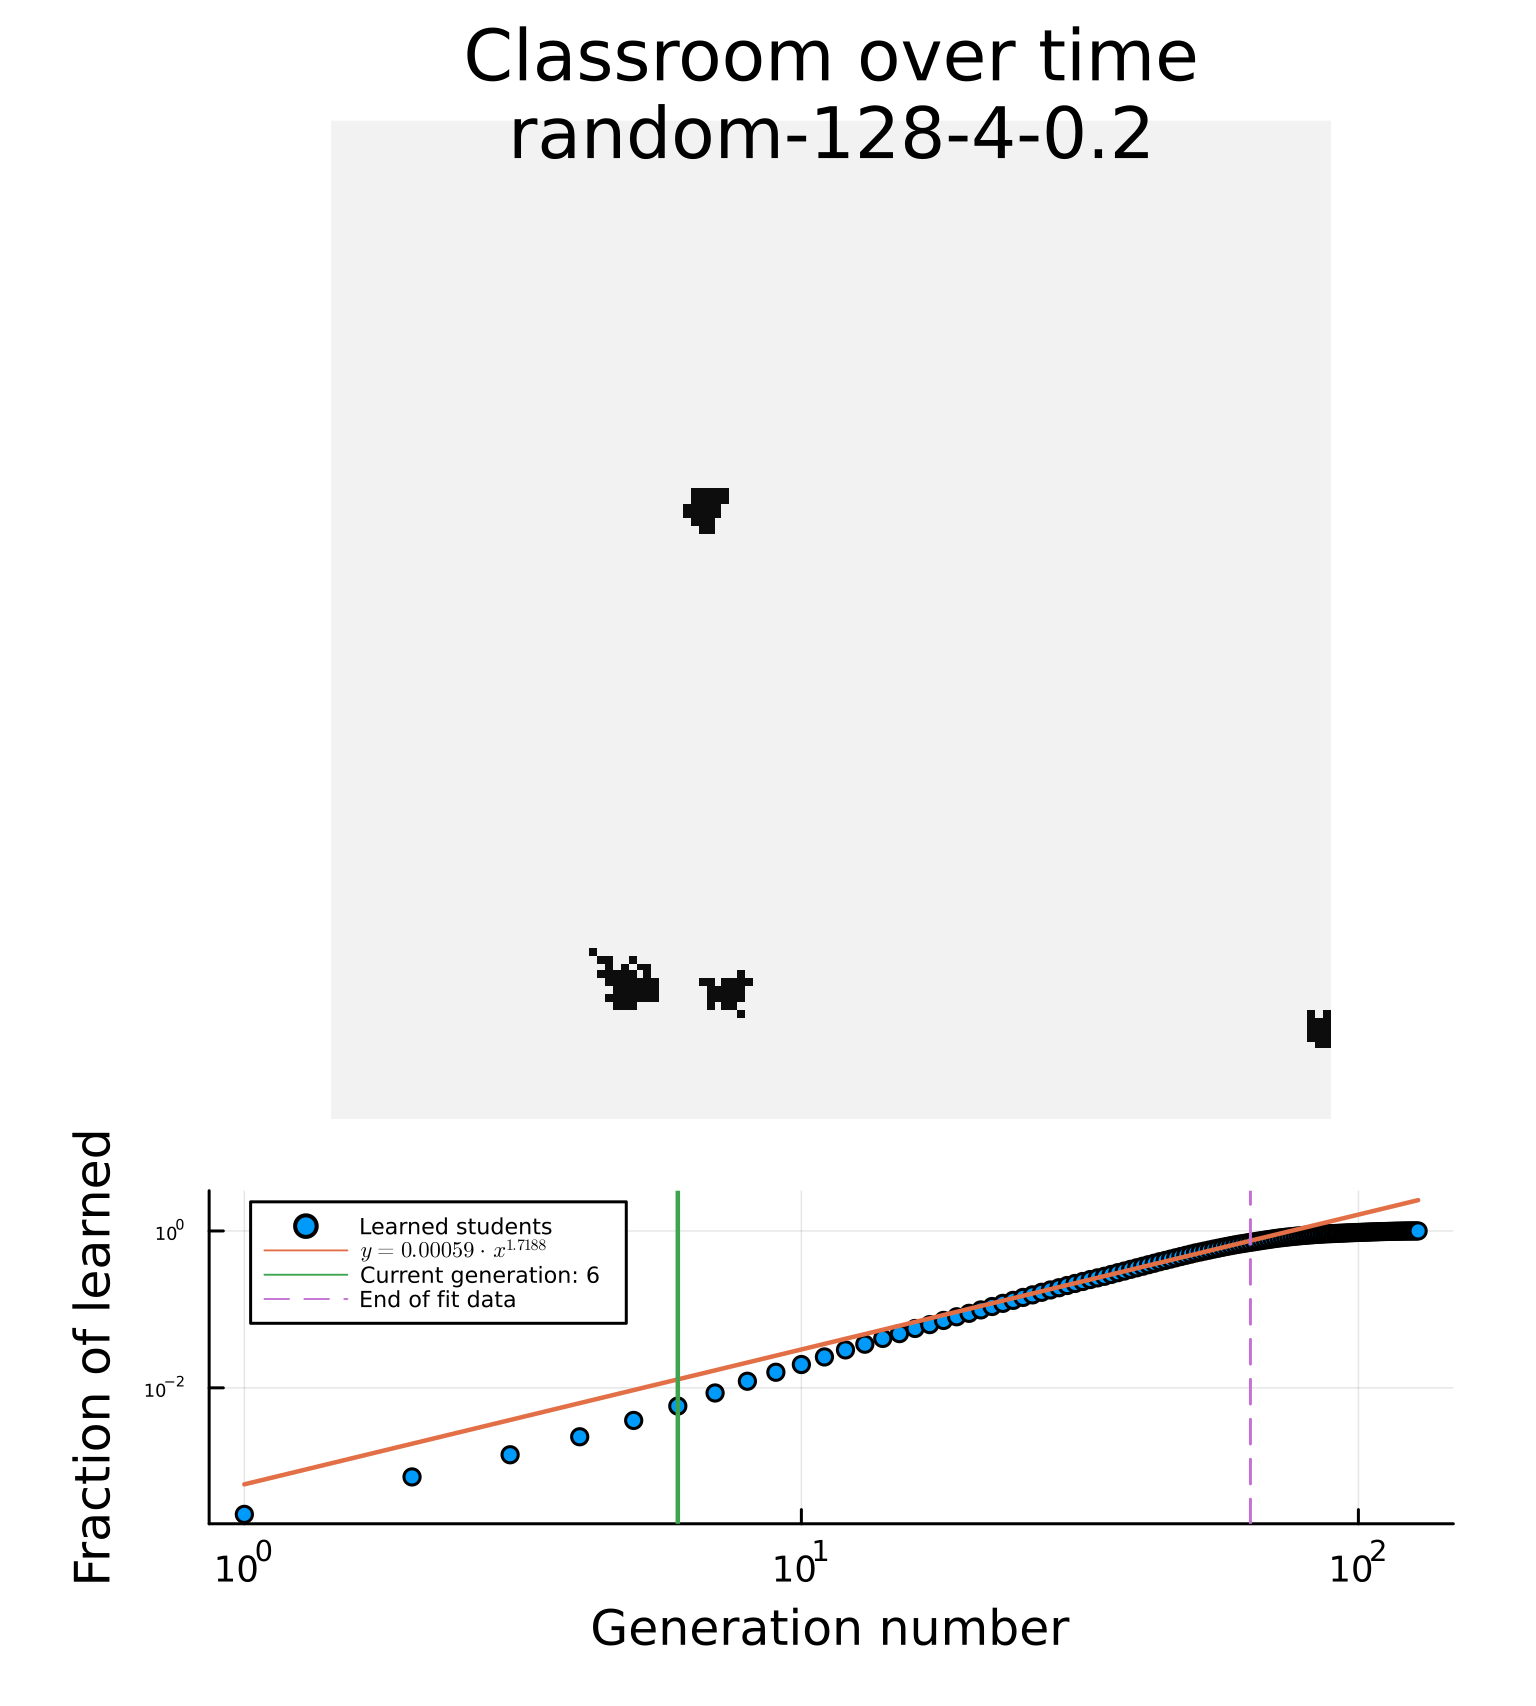 Classroom over time
random-128-4-0.2
Fraction of learned
10⁰
10⁻²
Learned students
y = 0.00059 · x^1.7188
Current generation: 6
End of fit data
10⁰ 10¹ 10²
Generation number